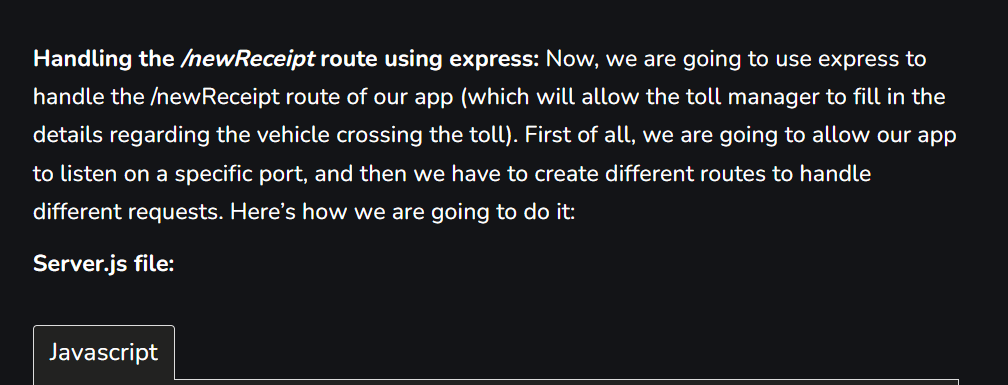 Handling the /newReceipt route using express: Now, we are going to use express to
handle the /newReceipt route of our app (which will allow the toll manager to fill in the
details regarding the vehicle crossing the toll). First of all, we are going to allow our app
to listen on a specific port, and then we have to create different routes to handle
different requests. Here’s how we are going to do it:
Server.js file:
Javascript